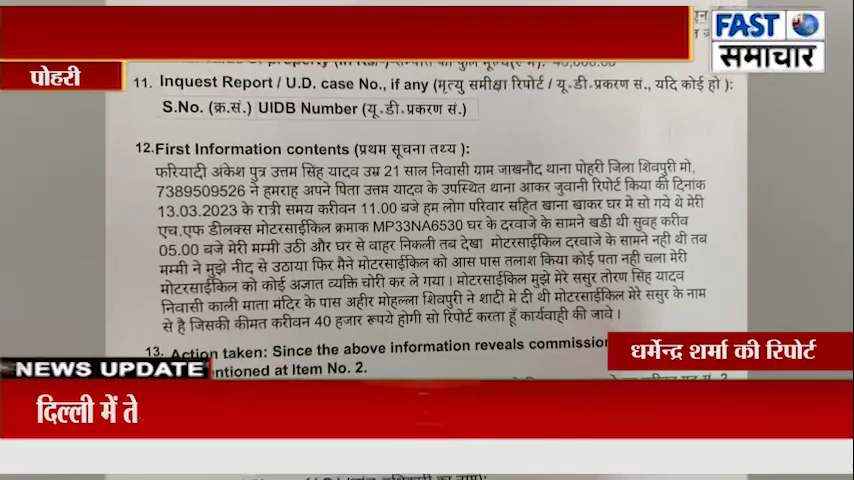 FAST
समाचार
पोहरी
11. Inquest Report / U.D. case No., if any (मृत्यु समीक्षा रिपोर्ट / यू.डी.प्रकरण सं., यदि कोई हो ):
S.No. (क्र.सं.) UIDB Number (यू.डी.प्रकरण सं.)
12. First Information contents (प्रथम सूचना तथ्य ):
फरियादी अंकेश पुत्र उत्तम सिंह यादव उम्र 21 साल निवासी ग्राम जाखनौद थाना पोहरी जिला शिवपुरी मो,
7389509526 ने हमराह अपने पिता उत्तम यादव के उपस्थित थाना आकर जुवानी रिपोर्ट किया की दिनांक
13.03.2023 के रात्री समय करीवन 11.00 बजे हम लोग परिवार सहित खाना खाकर घर मे सो गये थे मेरी
एच.एफ डीलक्स मोटरसाईकिल क्रमाक MP33NA6530 घर के दरवाजे के सामने खडी थी सुवह करीव
05.00 बजे मेरी मम्मी उठी और घर से वाहर निकली तब देखा मोटरसाईकिल दरवाजे के सामने नही थी तब
मम्मी ने मुझे नीद से उठाया फिर मैने मोटरसाईकिल को आस पास तलाश किया कोई पता नही चला मेरी
मोटरसाईकिल को कोई अज्ञात व्यक्ति चोरी कर ले गया। मोटरसाईकिल मुझे मेरे ससुर तोरण सिंह यादव
निवासी काली माता मंदिर के पास अहीर मोहल्ला शिवपुरी ने शादी मे दी थी मोटरसाईकिल मेरे ससुर के नाम
से है जिसकी कीमत करीवन 40 हजार रूपये होगी सो रिपोर्ट करता हूँ कार्यवाही की जावे।
13. Action taken: Since the above information reveals commission
धर्मेन्द्र शर्मा की रिपोर्ट
NEWS UPDATE
at Item No. 2.
दिल्ली में ते